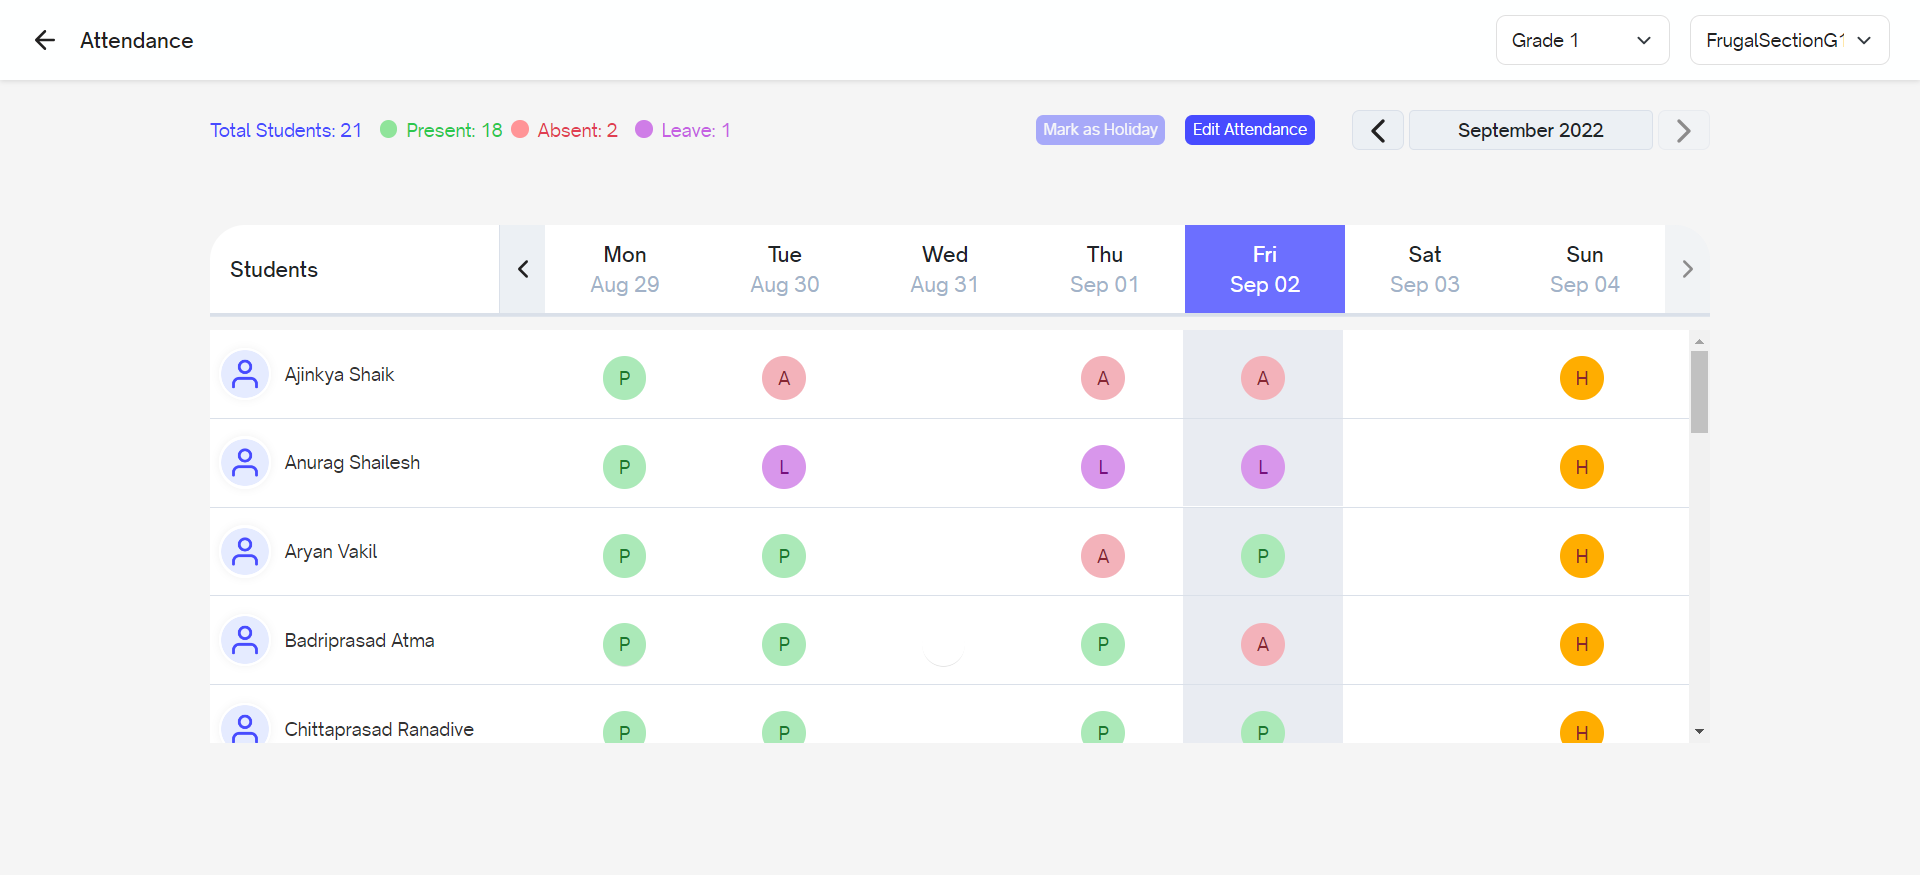 Attendance
Grade 1
FrugalSectionG1
Total Students: 21 Present: 18 Absent: 2 Leave: 1
Mark as Holiday
Edit Attendance
September 2022
Students
Mon Tue Wed Thu Fri Sat Sun
Aug 29 Aug 30 Aug 31 Sep 01 Sep 02 Sep 03 Sep 04
Ajinkya Shaik P A A A H
Anurag Shailesh P L L L H
Aryan Vakil P P A P H
Badriprasad Atma P P P A H
Chittaprasad Ranadive P P P P H